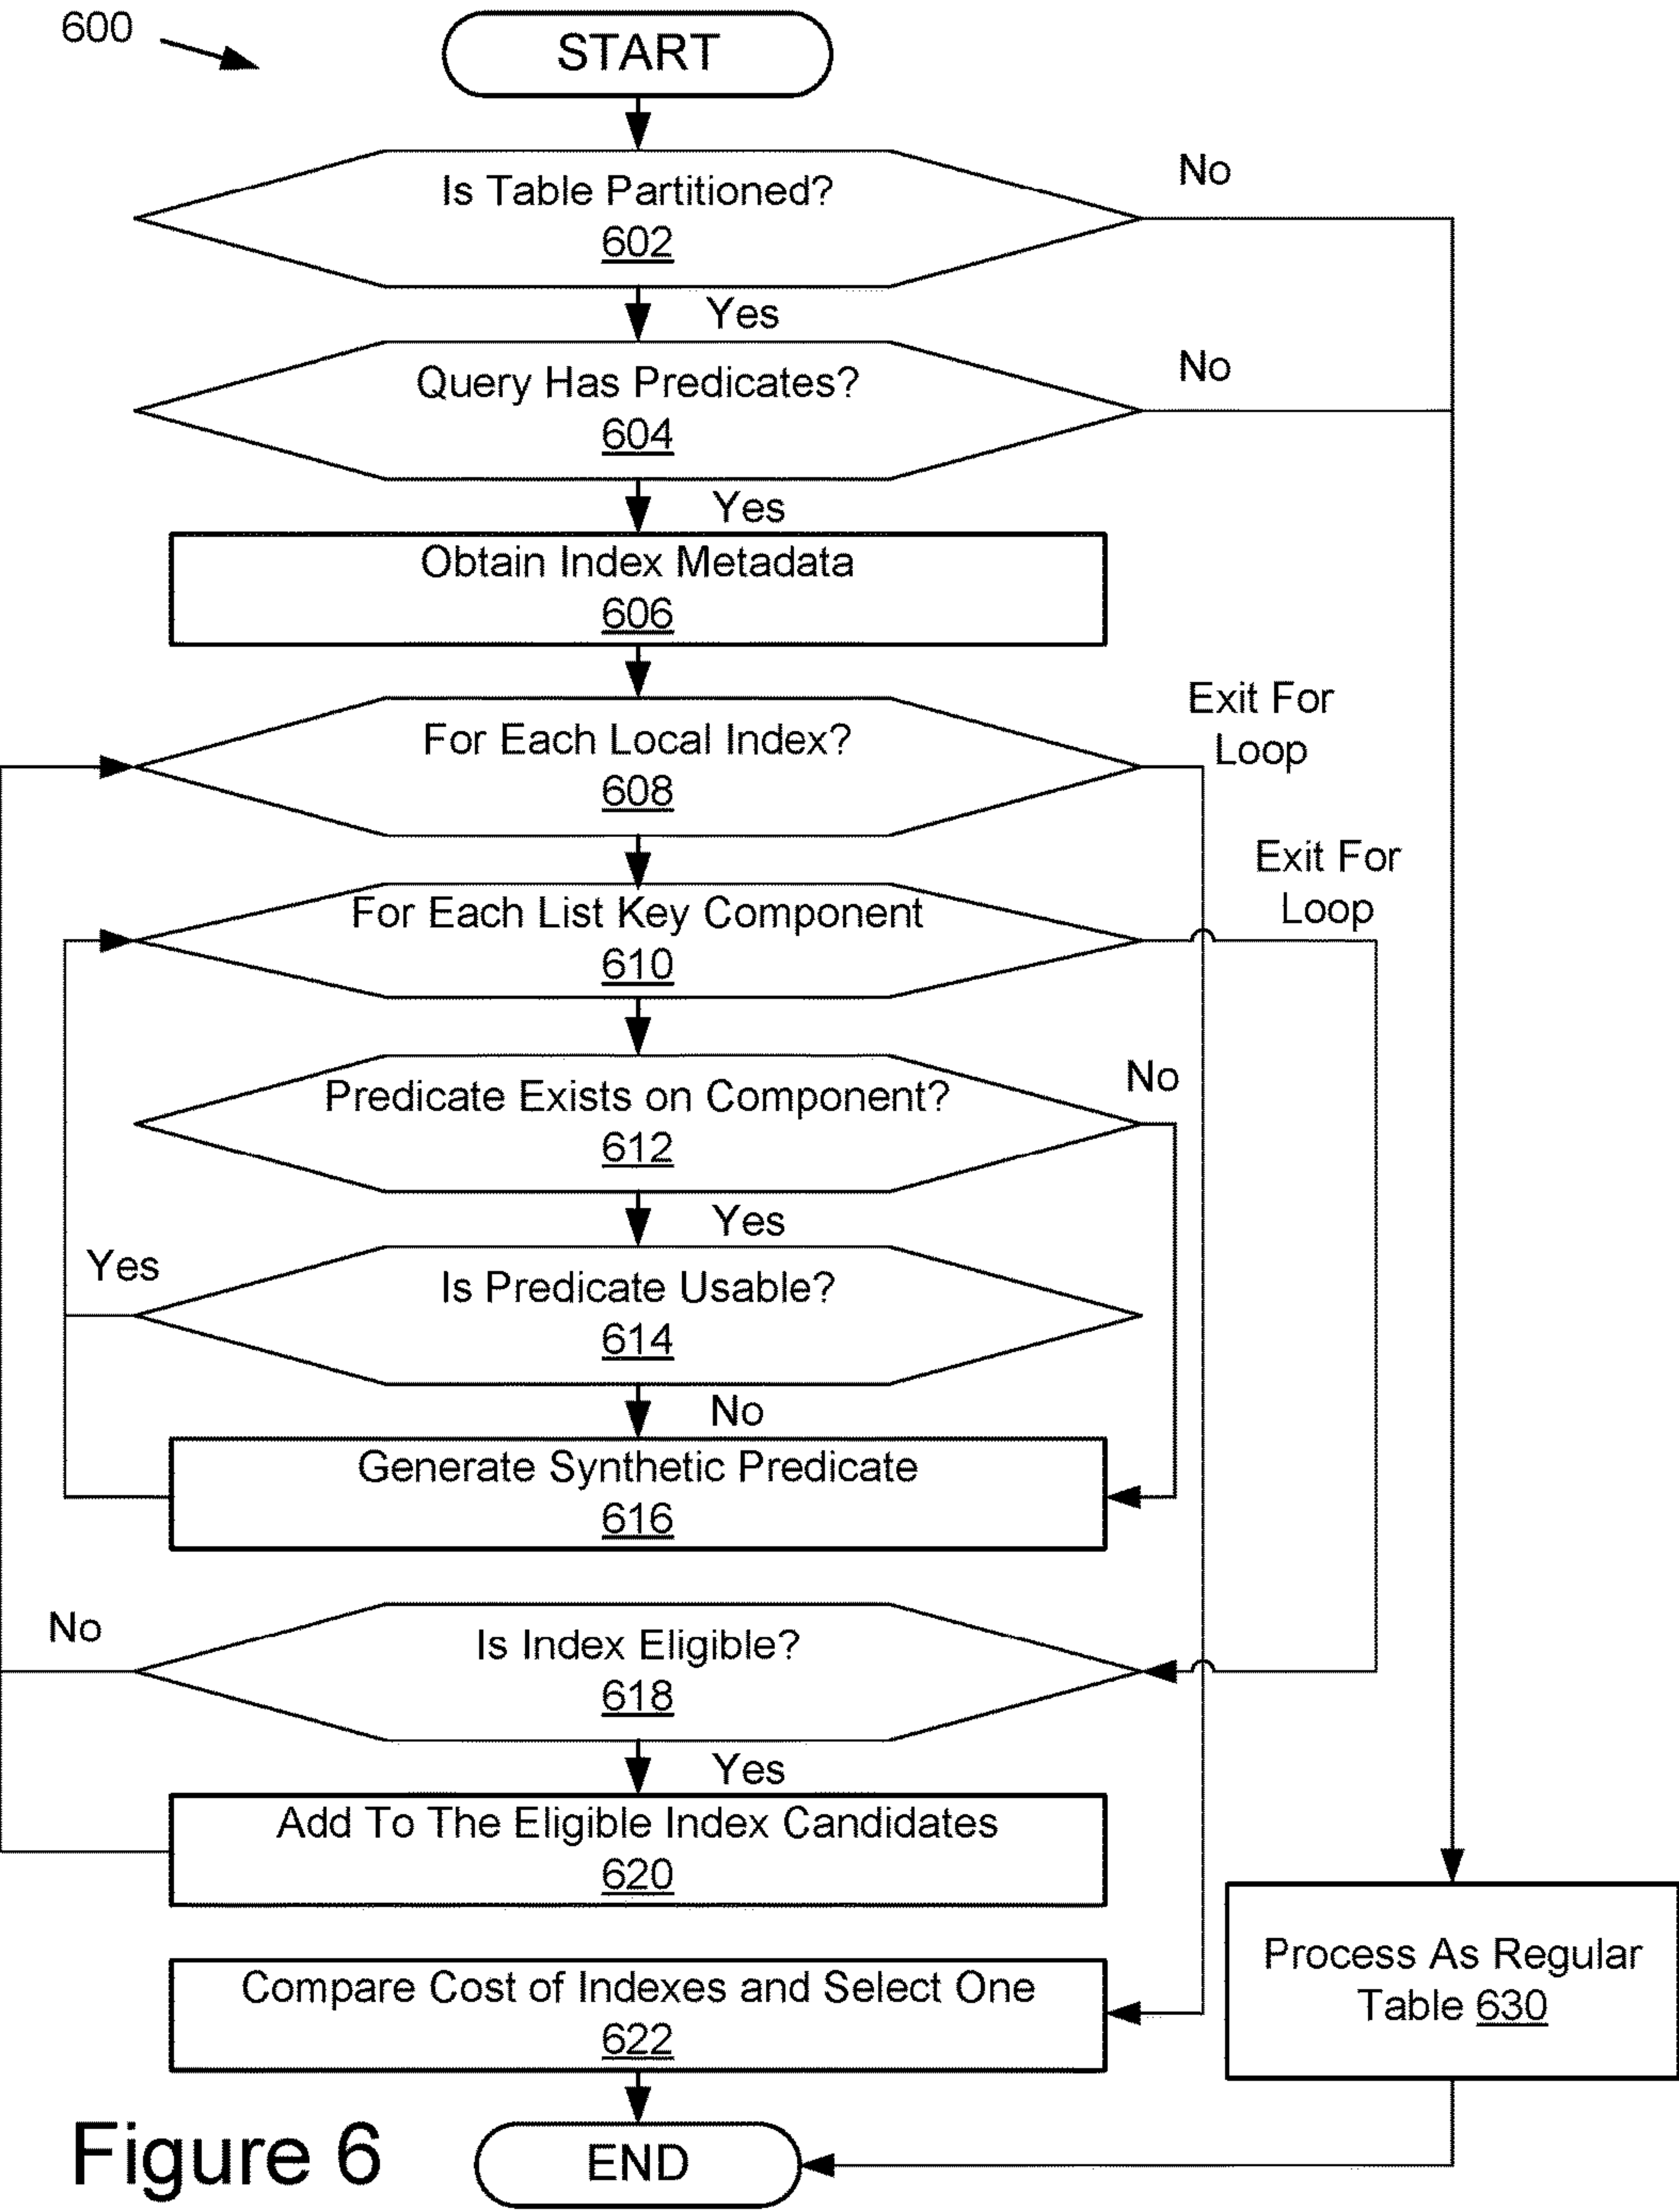 600
START
Is Table Partitioned?
602
No
Yes
Query Has Predicates?
604
No
Yes
Obtain Index Metadata
606
For Each Local Index?
608
Exit For
Loop
For Each List Key Component
610
Exit For
Loop
Predicate Exists on Component?
612
No
Yes
Is Predicate Usable?
614
Yes
No
Generate Synthetic Predicate
616
Is Index Eligible?
618
No
Yes
Add To The Eligible Index Candidates
620
Compare Cost of Indexes and Select One
622
Process As Regular
Table 630
END
Figure 6